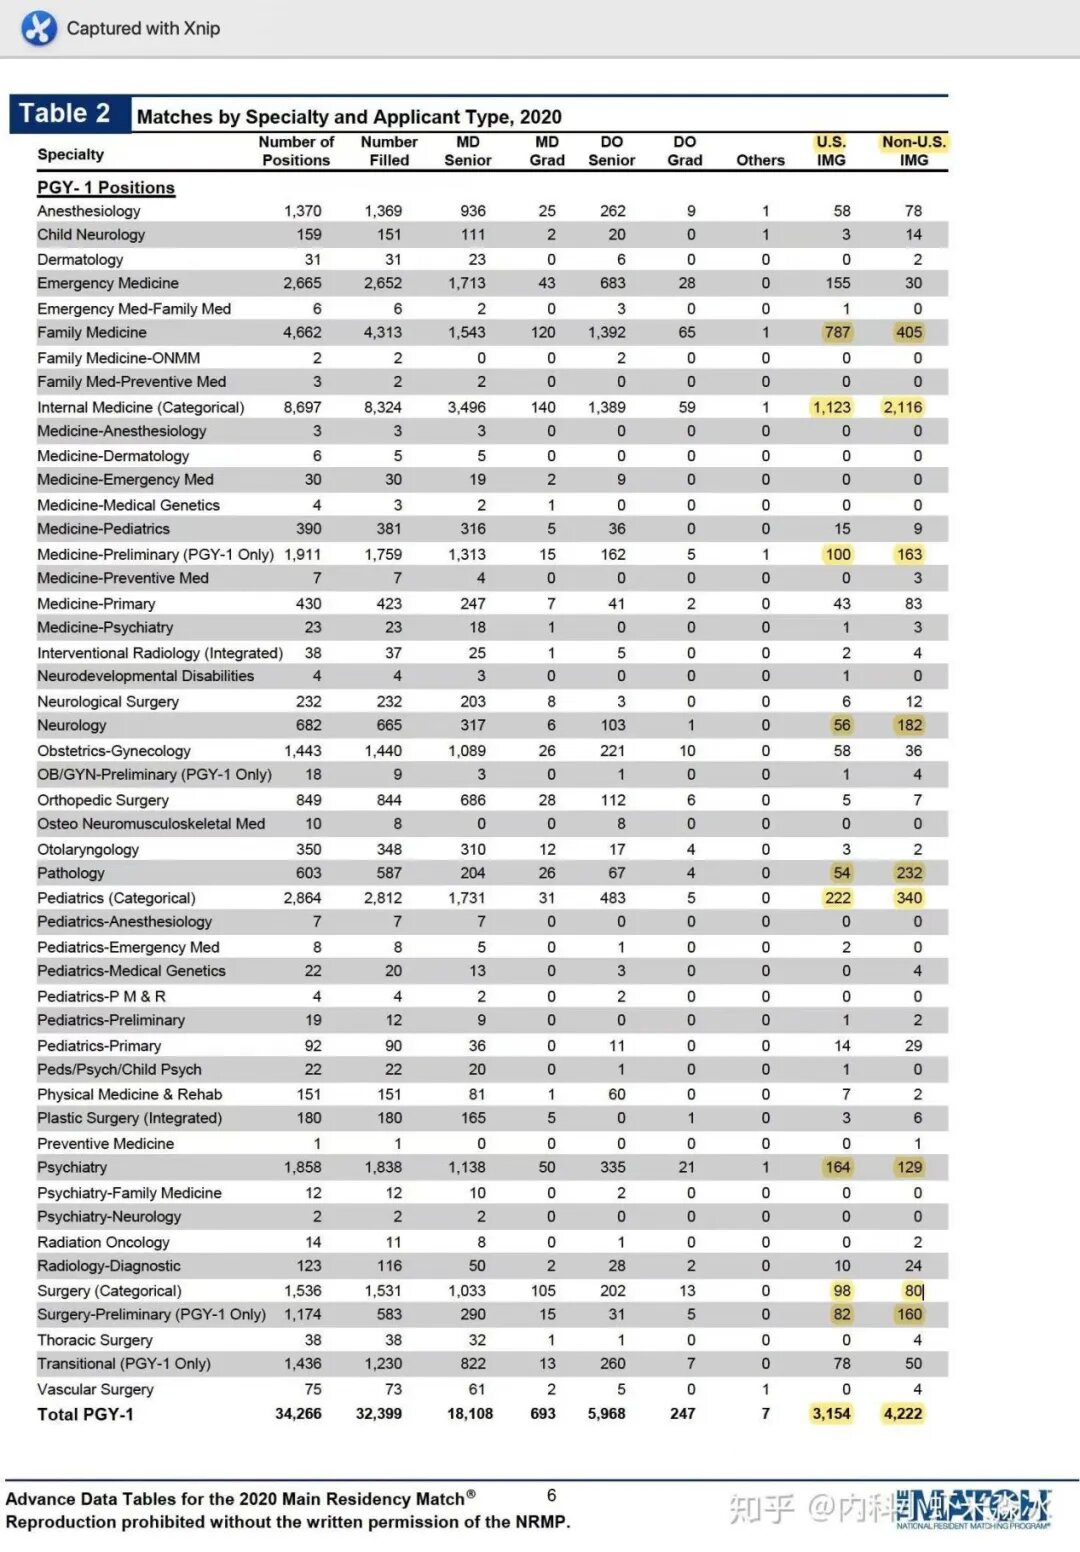 Captured with Xnip
Table 2 Matches by Specialty and Applicant Type, 2020
Specialty Number of Positions Number Filled MD Senior MD Grad DO Senior DO Grad Others U.S. IMG Non-U.S. IMG
PGY- 1 Positions
Anesthesiology 1,370 1,369 936 25 262 9 1 58 78
Child Neurology 159 151 111 2 20 0 1 3 14
Dermatology 31 31 23 0 6 0 0 0 2
Emergency Medicine 2,665 2,652 1,713 43 683 28 0 155 30
Emergency Med-Family Med 6 6 2 0 3 0 0 1 0
Family Medicine 4,662 4,313 1,543 120 1,392 65 1 787 405
Family Medicine-ONMM 2 2 0 0 2 0 0 0 0
Family Med-Preventive Med 3 2 2 0 0 0 0 0 0
Internal Medicine (Categorical) 8,697 8,324 3,496 140 1,389 59 1 1,123 2,116
Medicine-Anesthesiology 3 3 3 0 0 0 0 0 0
Medicine-Dermatology 6 5 5 0 0 0 0 0 0
Medicine-Emergency Med 30 30 19 2 9 0 0 0 0
Medicine-Medical Genetics 4 3 2 1 0 0 0 0 0
Medicine-Pediatrics 390 381 316 5 36 0 0 15 9
Medicine-Preliminary (PGY-1 Only) 1,911 1,759 1,313 15 162 5 1 100 163
Medicine-Preventive Med 7 7 4 0 0 0 0 0 3
Medicine-Primary 430 423 247 7 41 2 0 43 83
Medicine-Psychiatry 23 23 18 1 0 0 0 1 3
Interventional Radiology (Integrated) 38 37 25 1 5 0 0 2 4
Neurodevelopmental Disabilities 4 4 3 0 0 0 0 1 0
Neurological Surgery 232 232 203 8 3 0 0 6 12
Neurology 682 665 317 6 103 1 0 56 182
Obstetrics-Gynecology 1,443 1,440 1,089 26 221 10 0 58 36
OB/GYN-Preliminary (PGY-1 Only) 18 9 3 0 1 0 0 1 4
Orthopedic Surgery 849 844 686 28 112 6 0 5 7
Osteo Neuromusculoskeletal Med 10 8 0 0 8 0 0 0 0
Otolaryngology 350 348 310 12 17 4 0 3 2
Pathology 603 587 204 26 67 4 0 54 232
Pediatrics (Categorical) 2,864 2,812 1,731 31 483 5 0 222 340
Pediatrics-Anesthesiology 7 7 7 0 0 0 0 0 0
Pediatrics-Emergency Med 8 8 5 0 1 0 0 2 0
Pediatrics-Medical Genetics 22 20 13 0 3 0 0 0 4
Pediatrics-P M & R 4 4 2 0 2 0 0 0 0
Pediatrics-Preliminary 19 12 9 0 0 0 0 1 2
Pediatrics-Primary 92 90 36 0 11 0 0 14 29
Peds/Psych/Child Psych 22 22 20 0 1 0 0 1 0
Physical Medicine & Rehab 151 151 81 1 60 0 0 7 2
Plastic Surgery (Integrated) 180 180 165 5 0 1 0 3 6
Preventive Medicine 1 1 0 0 0 0 0 0 1
Psychiatry 1,858 1,838 1,138 50 335 21 1 164 129
Psychiatry-Family Medicine 12 12 10 0 2 0 0 0 0
Psychiatry-Neurology 2 2 2 0 0 0 0 0 0
Radiation Oncology 14 11 8 0 1 0 0 0 2
Radiology-Diagnostic 123 116 50 2 28 2 0 10 24
Surgery (Categorical) 1,536 1,531 1,033 105 202 13 0 98 80
Surgery-Preliminary (PGY-1 Only) 1,174 583 290 15 31 5 0 82 160
Thoracic Surgery 38 38 32 1 1 0 0 0 4
Transitional (PGY-1 Only) 1,436 1,230 822 13 260 7 0 78 50
Vascular Surgery 75 73 61 2 5 0 1 0 4
Total PGY-1 34,266 32,399 18,108 693 5,968 247 7 3,154 4,222
Advance Data Tables for the 2020 Main Residency Match® 6
Reproduction prohibited without the written permission of the NRMP.
知乎 @内科
MATCH
NATIONAL RESIDENT MATCHING PROGRAM®